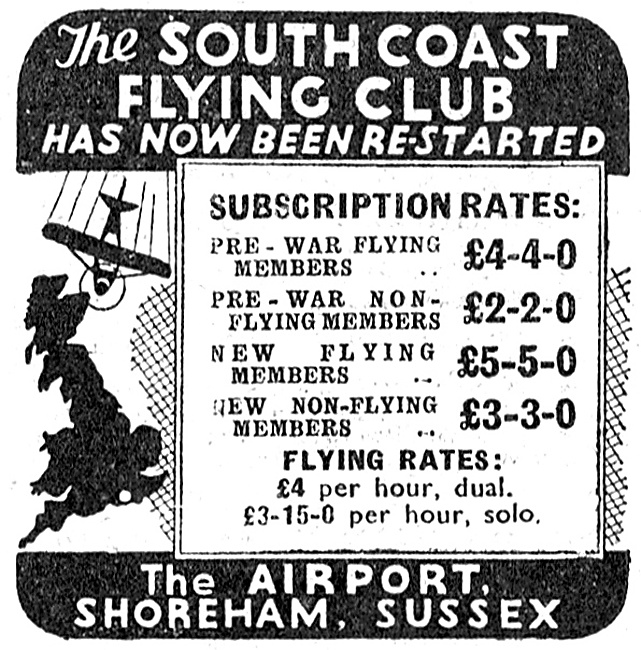 The SOUTH COAST
FLYING CLUB
HAS NOW BEEN RE-STARTED
SUBSCRIPTION RATES:
PRE-WAR FLYING
MEMBERS .. £4-4-0
PRE-WAR NON-
FLYING MEMBERS £2-2-0
NEW FLYING
MEMBERS .. £5-5-0
NEW NON-FLYING
MEMBERS .. £3-3-0
FLYING RATES:
£4 per hour, dual.
£3-15-0 per hour, solo.
The AIRPORT,
SHOREHAM, SUSSEX